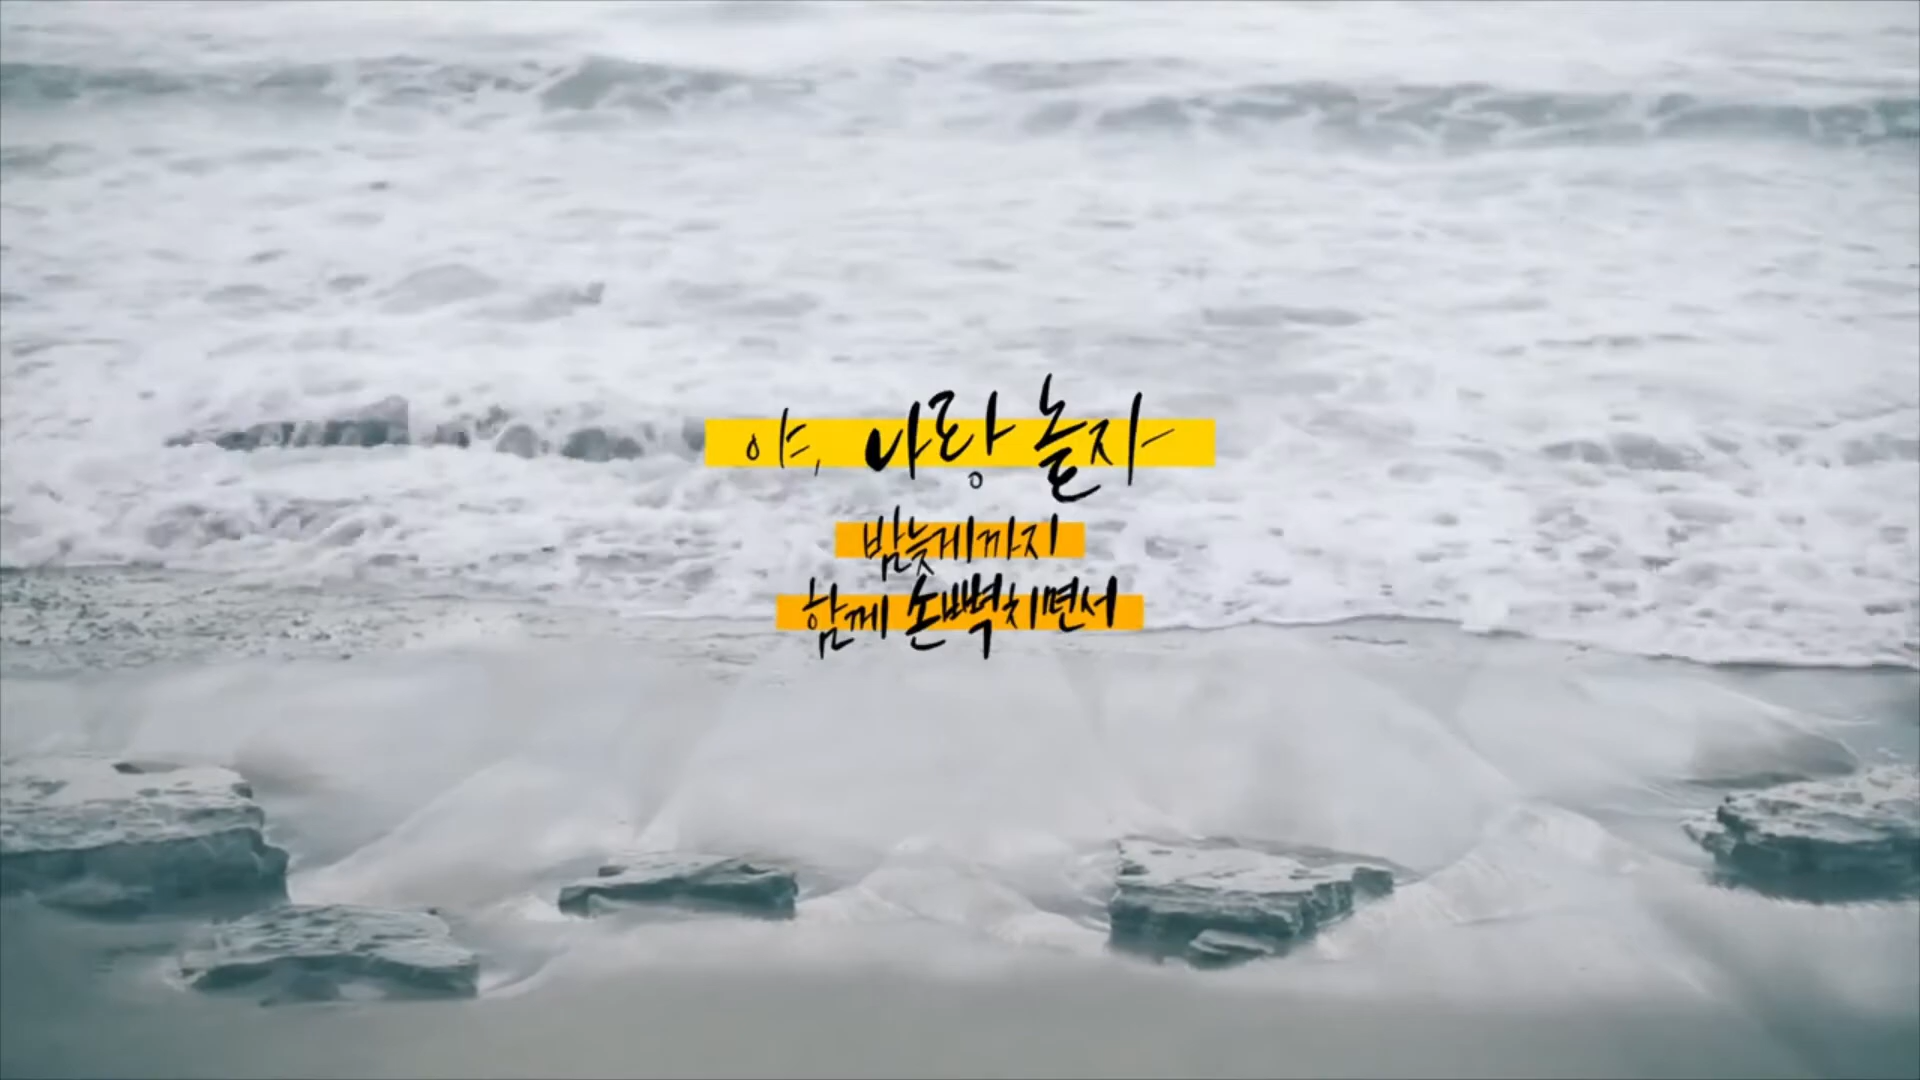 야, 나랑 놀자
밤늦게까지
함께 손뼉치면서